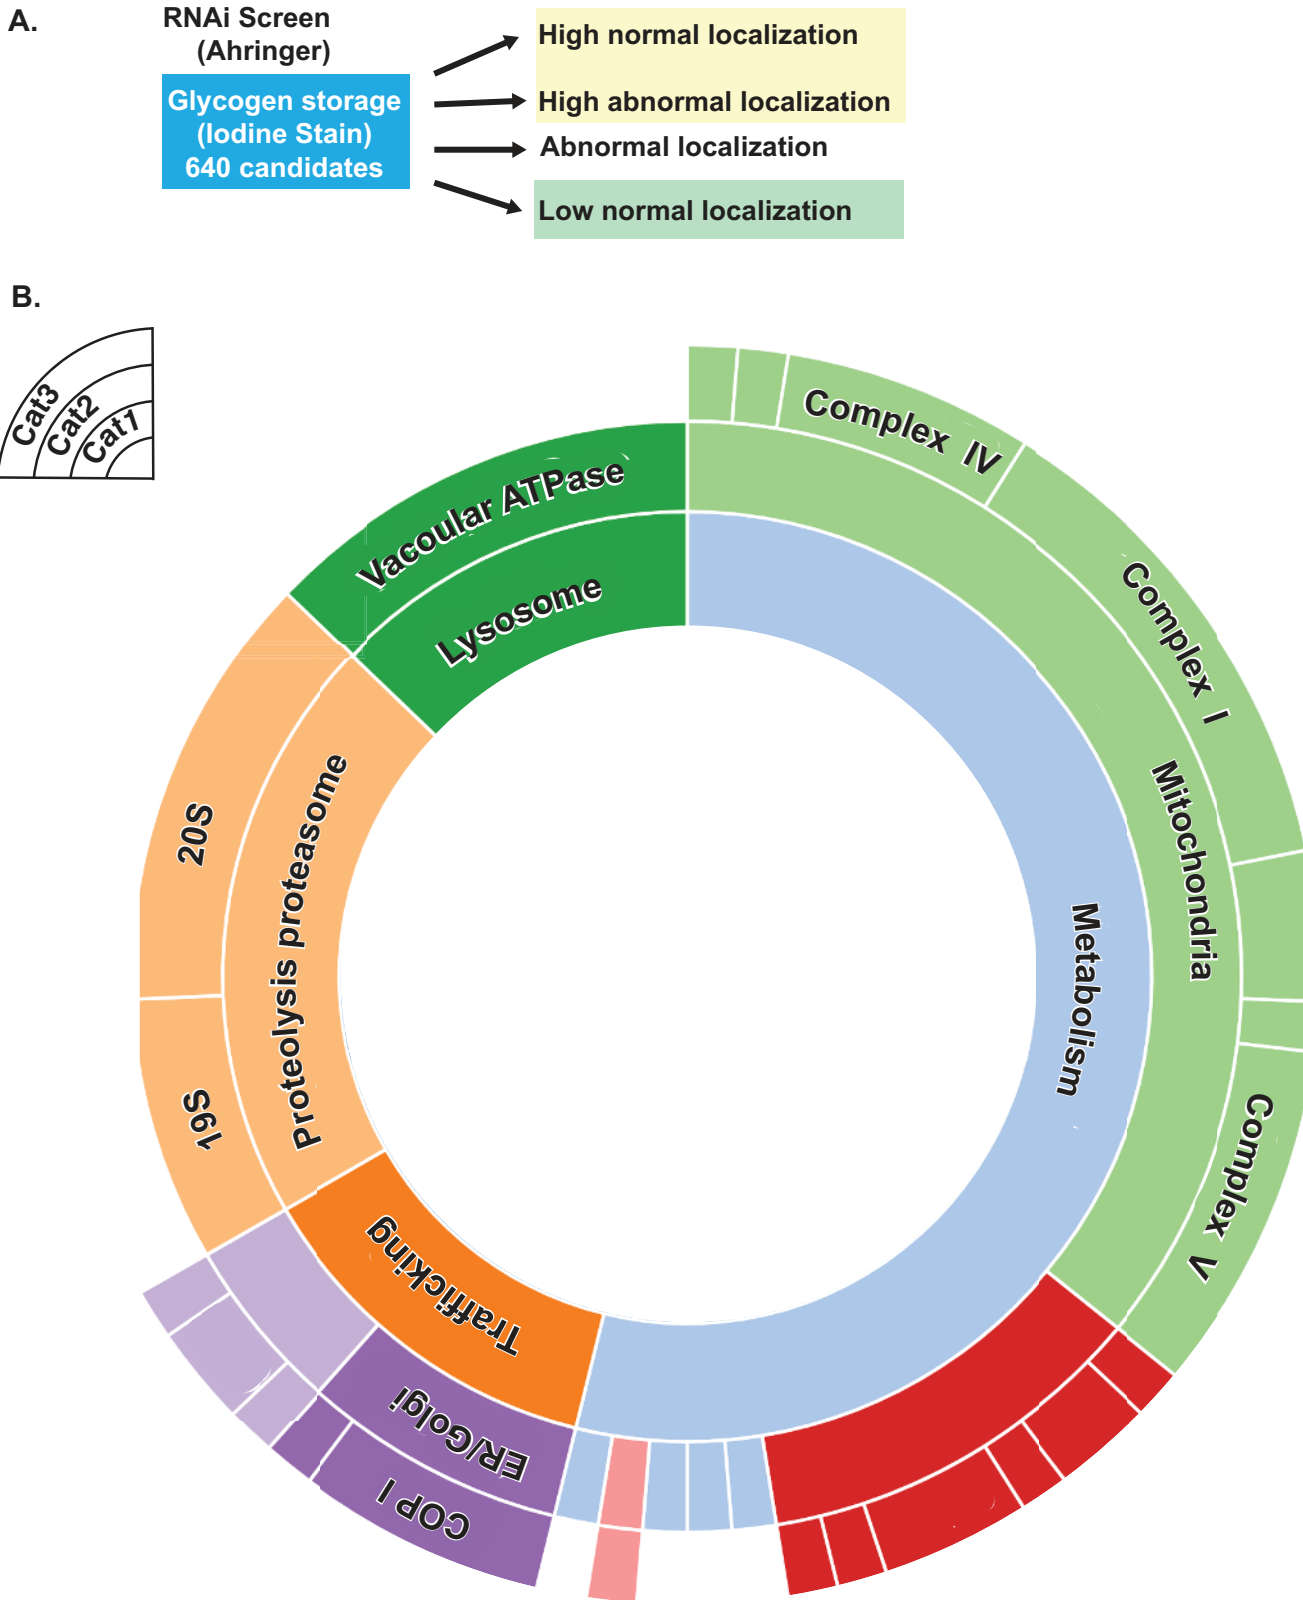 A.
RNAi Screen
(Ahringer)
Glycogen storage
(Iodine Stain)
640 candidates
High normal localization
High abnormal localization
Abnormal localization
Low normal localization
B.
Cat3
Cat2
Cat1
Complex IV
Complex I
Mitochondria
Metabolism
Complex V
Vacoular ATPase
Lysosome
20S
Proteolysis proteasome
19S
Trafficking
ER/Golgi
COP I